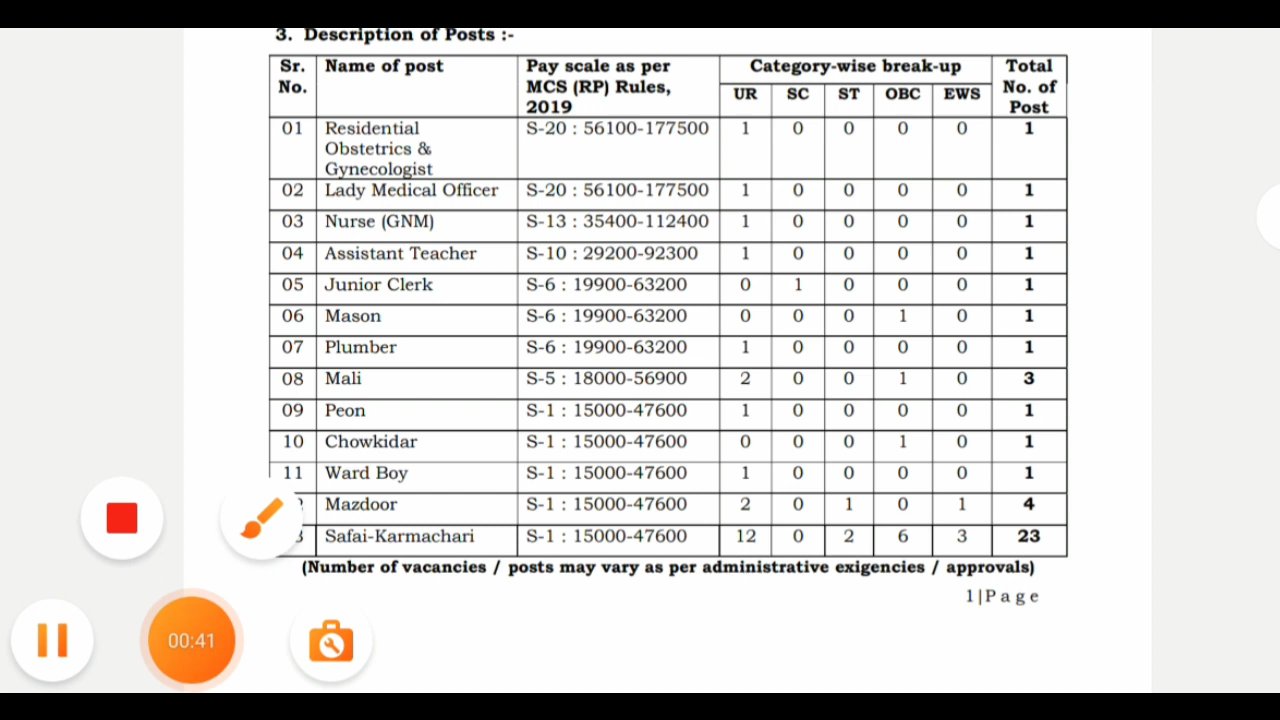 3. Description of Posts :-
Sr. No. Name of post Pay scale as per MCS (RP) Rules, 2019 Category-wise break-up Total No. of Post
UR SC ST OBC EWS
01 Residential Obstetrics & Gynecologist S-20 : 56100-177500 1 0 0 0 0 1
02 Lady Medical Officer S-20 : 56100-177500 1 0 0 0 0 1
03 Nurse (GNM) S-13 : 35400-112400 1 0 0 0 0 1
04 Assistant Teacher S-10 : 29200-92300 1 0 0 0 0 1
05 Junior Clerk S-6 : 19900-63200 0 1 0 0 0 1
06 Mason S-6 : 19900-63200 0 0 0 1 0 1
07 Plumber S-6 : 19900-63200 1 0 0 0 0 1
08 Mali S-5 : 18000-56900 2 0 0 1 0 3
09 Peon S-1 : 15000-47600 1 0 0 0 0 1
10 Chowkidar S-1 : 15000-47600 0 0 0 1 0 1
11 Ward Boy S-1 : 15000-47600 1 0 0 0 0 1
Mazdoor S-1 : 15000-47600 2 0 1 0 1 4
Safai-Karmachari S-1 : 15000-47600 12 0 2 6 3 23
(Number of vacancies / posts may vary as per administrative exigencies / approvals)
1|P a g e
00:41